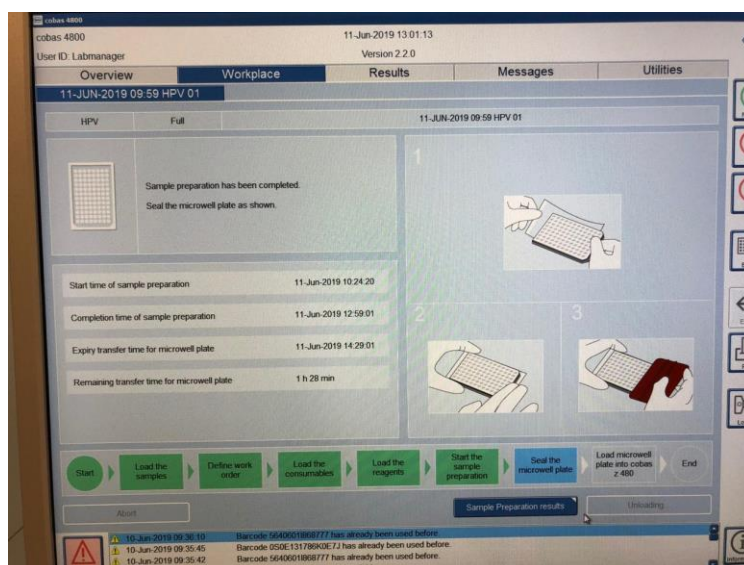 cobas 4800
cobas 4800
11-Jun-2019 13:01:13
User ID: Labmanager
Version 2.2.0
Overview
Workplace
Results
Messages
Utilities
11-JUN-2019 09:59 HPV 01
HPV
Full
11-JUN-2019 09:59 HPV 01
Sample preparation has been completed.
Seal the microwell plate as shown.
1
Start time of sample preparation 11-Jun-2019 10:24:20
Completion time of sample preparation 11-Jun-2019 12:59:01
Expiry transfer time for microwell plate 11-Jun-2019 14:29:01
Remaining transfer time for microwell plate 1 h 28 min
2
3
Start
Load the
samples
Define work
order
Load the
consumables
Load the
reagents
Start the
sample
preparation
Seal the
microwell plate
Load microwell
plate into cobas
z 480
End
Abort
Sample Preparation results
Unloading
10-Jun-2019 09:36:10 Barcode 5640601868777 has already been used before.
10-Jun-2019 09:35:45 Barcode 0S0E131786K0E7J has already been used before.
10-Jun-2019 09:35:42 Barcode 5640601868777 has already been used before.